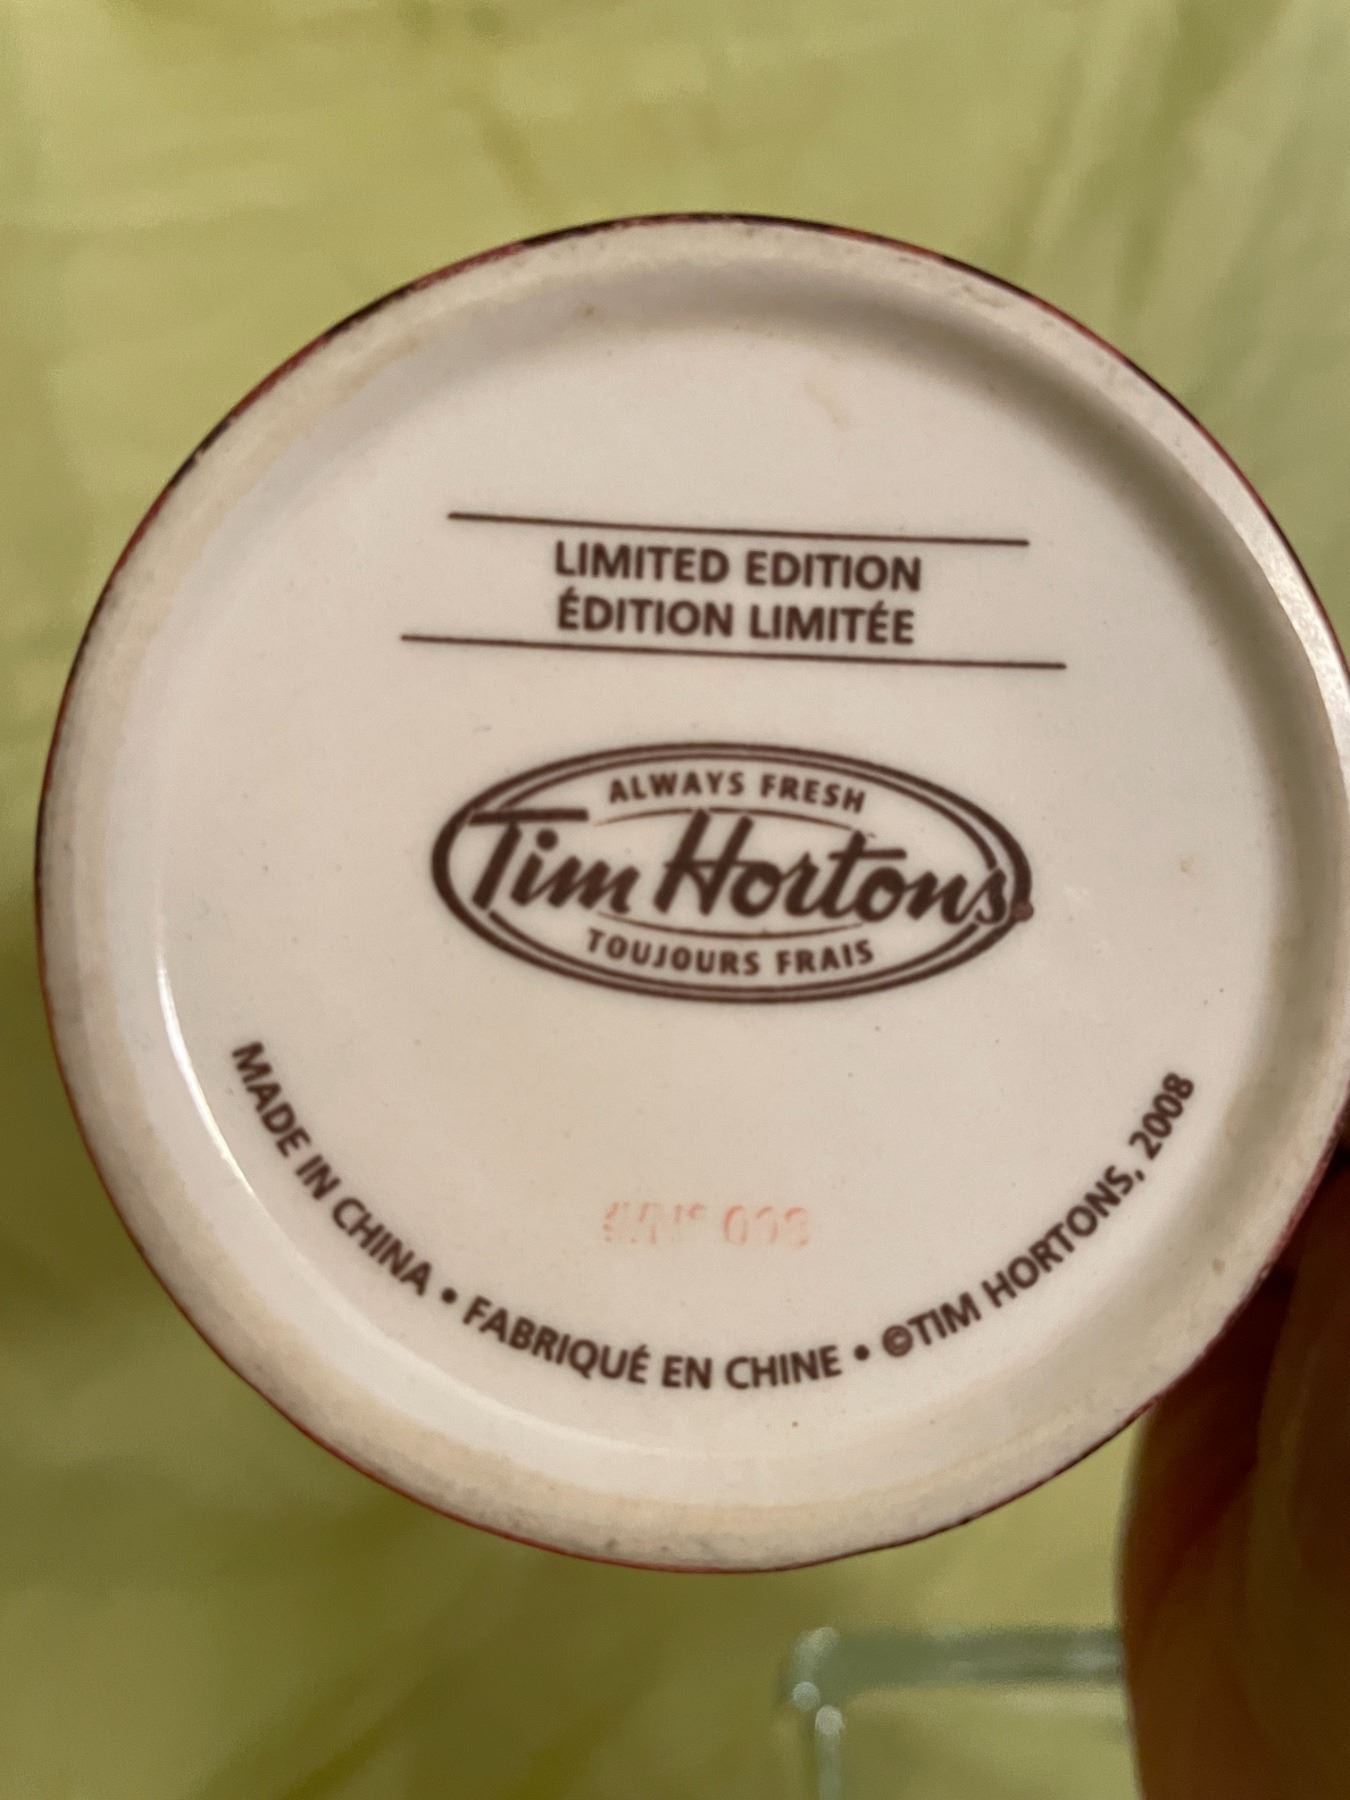 LIMITED EDITION
ÉDITION LIMITÉE
ALWAYS FRESH
Tim Hortons
TOUJOURS FRAIS
MADE IN CHINA • FABRIQUÉ EN CHINE • ©TIM HORTONS, 2008